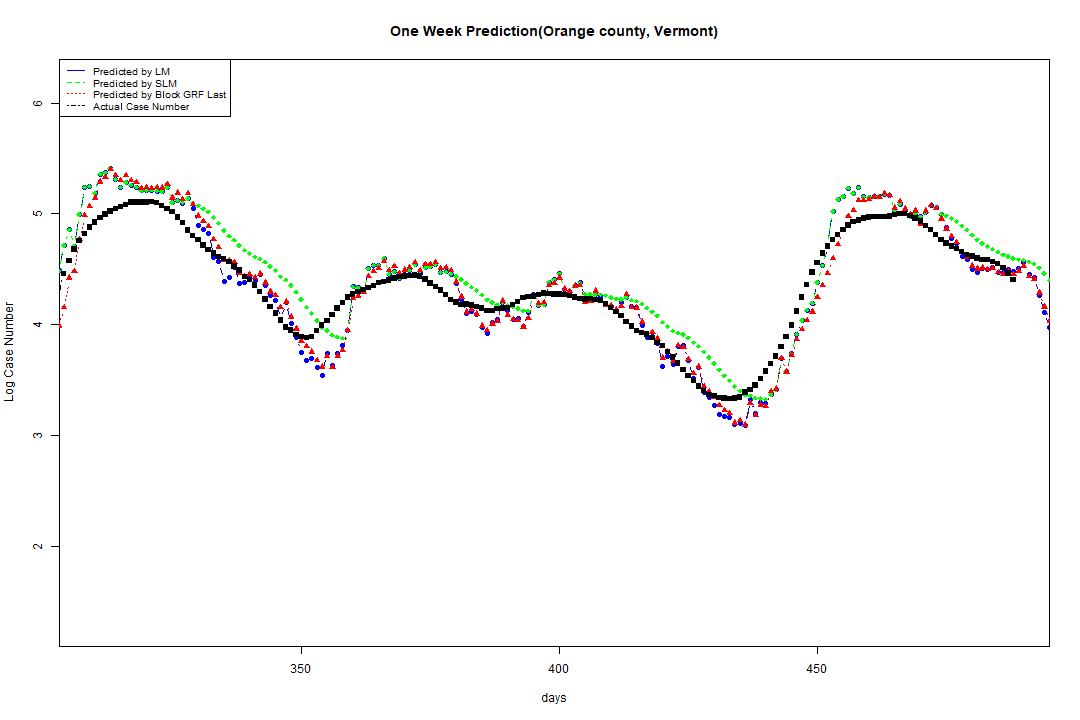 One Week Prediction(Orange county, Vermont)
Predicted by LM
Predicted by SLM
Predicted by Block GRF Last
Actual Case Number
6
5
4
3
2
Log Case Number
350 400 450
days